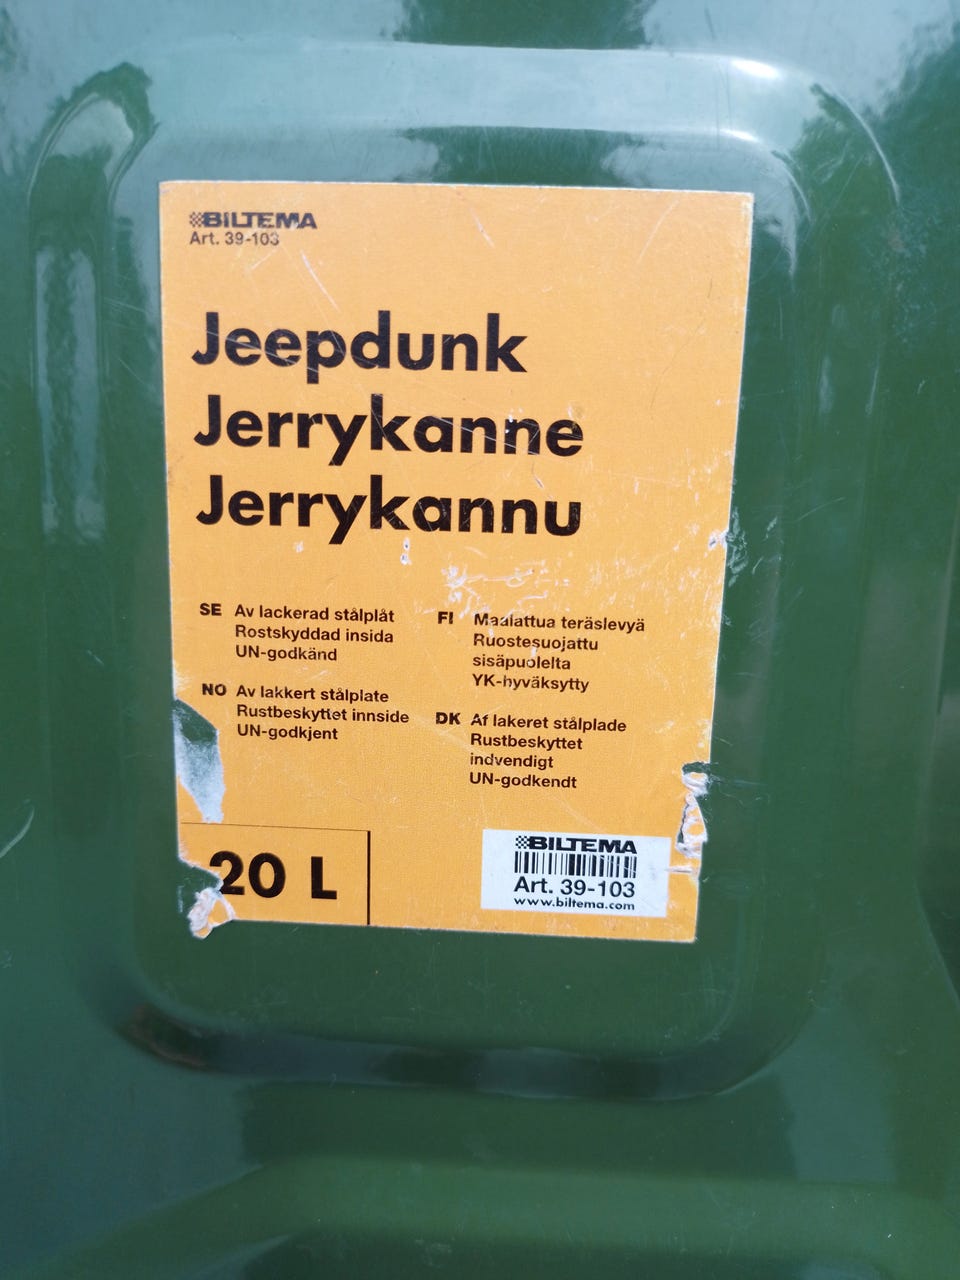 BILTEMA
Art. 39-103
Jeepdunk
Jerrykanne
Jerrykannu
SE Av lackerad stålplåt
Rostskyddad insida
UN-godkänd
NO Av lakkert stålplate
Rustbeskyttet innside
UN-godkjent
FI Maalattua teräslevyä
Ruostesuojattu
sisäpuolelta
YK-hyväksytty
DK Af lakeret stålplade
Rustbeskyttet
indvendigt
UN-godkendt
20 L
BILTEMA
Art. 39-103
www.biltema.com